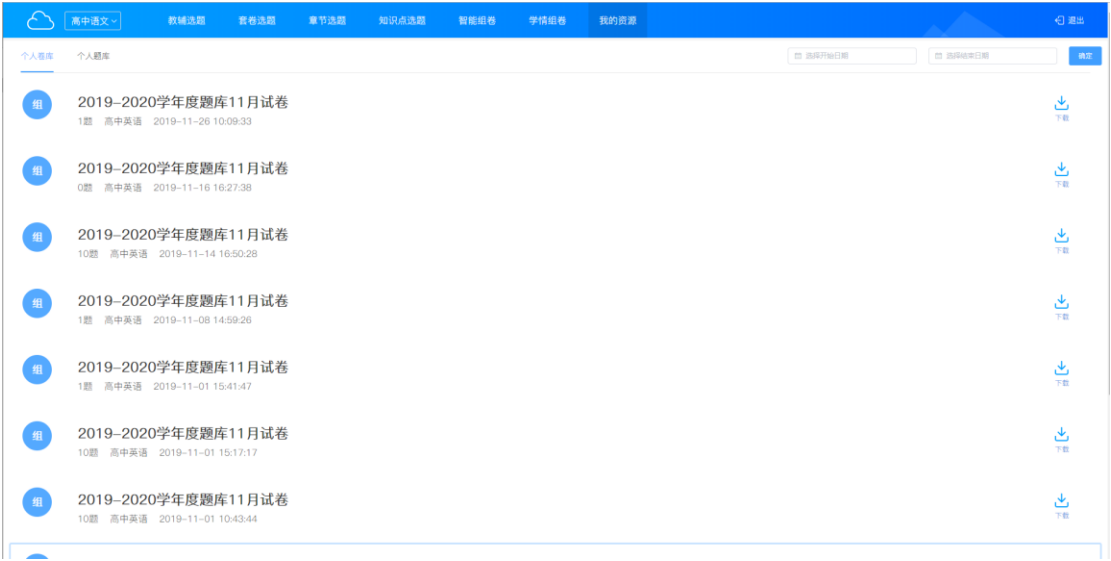 高中语文 教辅选题 套卷选题 章节选题 知识点选题 智能组卷 学情组卷 我的资源 退出
个人卷库 个人题库 选择开始日期 选择结束日期 确定
组 2019-2020学年度题库11月试卷
1题 高中英语 2019-11-26 10:09:33 下载
组 2019-2020学年度题库11月试卷
0题 高中英语 2019-11-16 16:27:38 下载
组 2019-2020学年度题库11月试卷
10题 高中英语 2019-11-14 16:50:28 下载
组 2019-2020学年度题库11月试卷
1题 高中英语 2019-11-08 14:59:26 下载
组 2019-2020学年度题库11月试卷
1题 高中英语 2019-11-01 15:41:47 下载
组 2019-2020学年度题库11月试卷
10题 高中英语 2019-11-01 15:17:17 下载
组 2019-2020学年度题库11月试卷
10题 高中英语 2019-11-01 10:43:44 下载